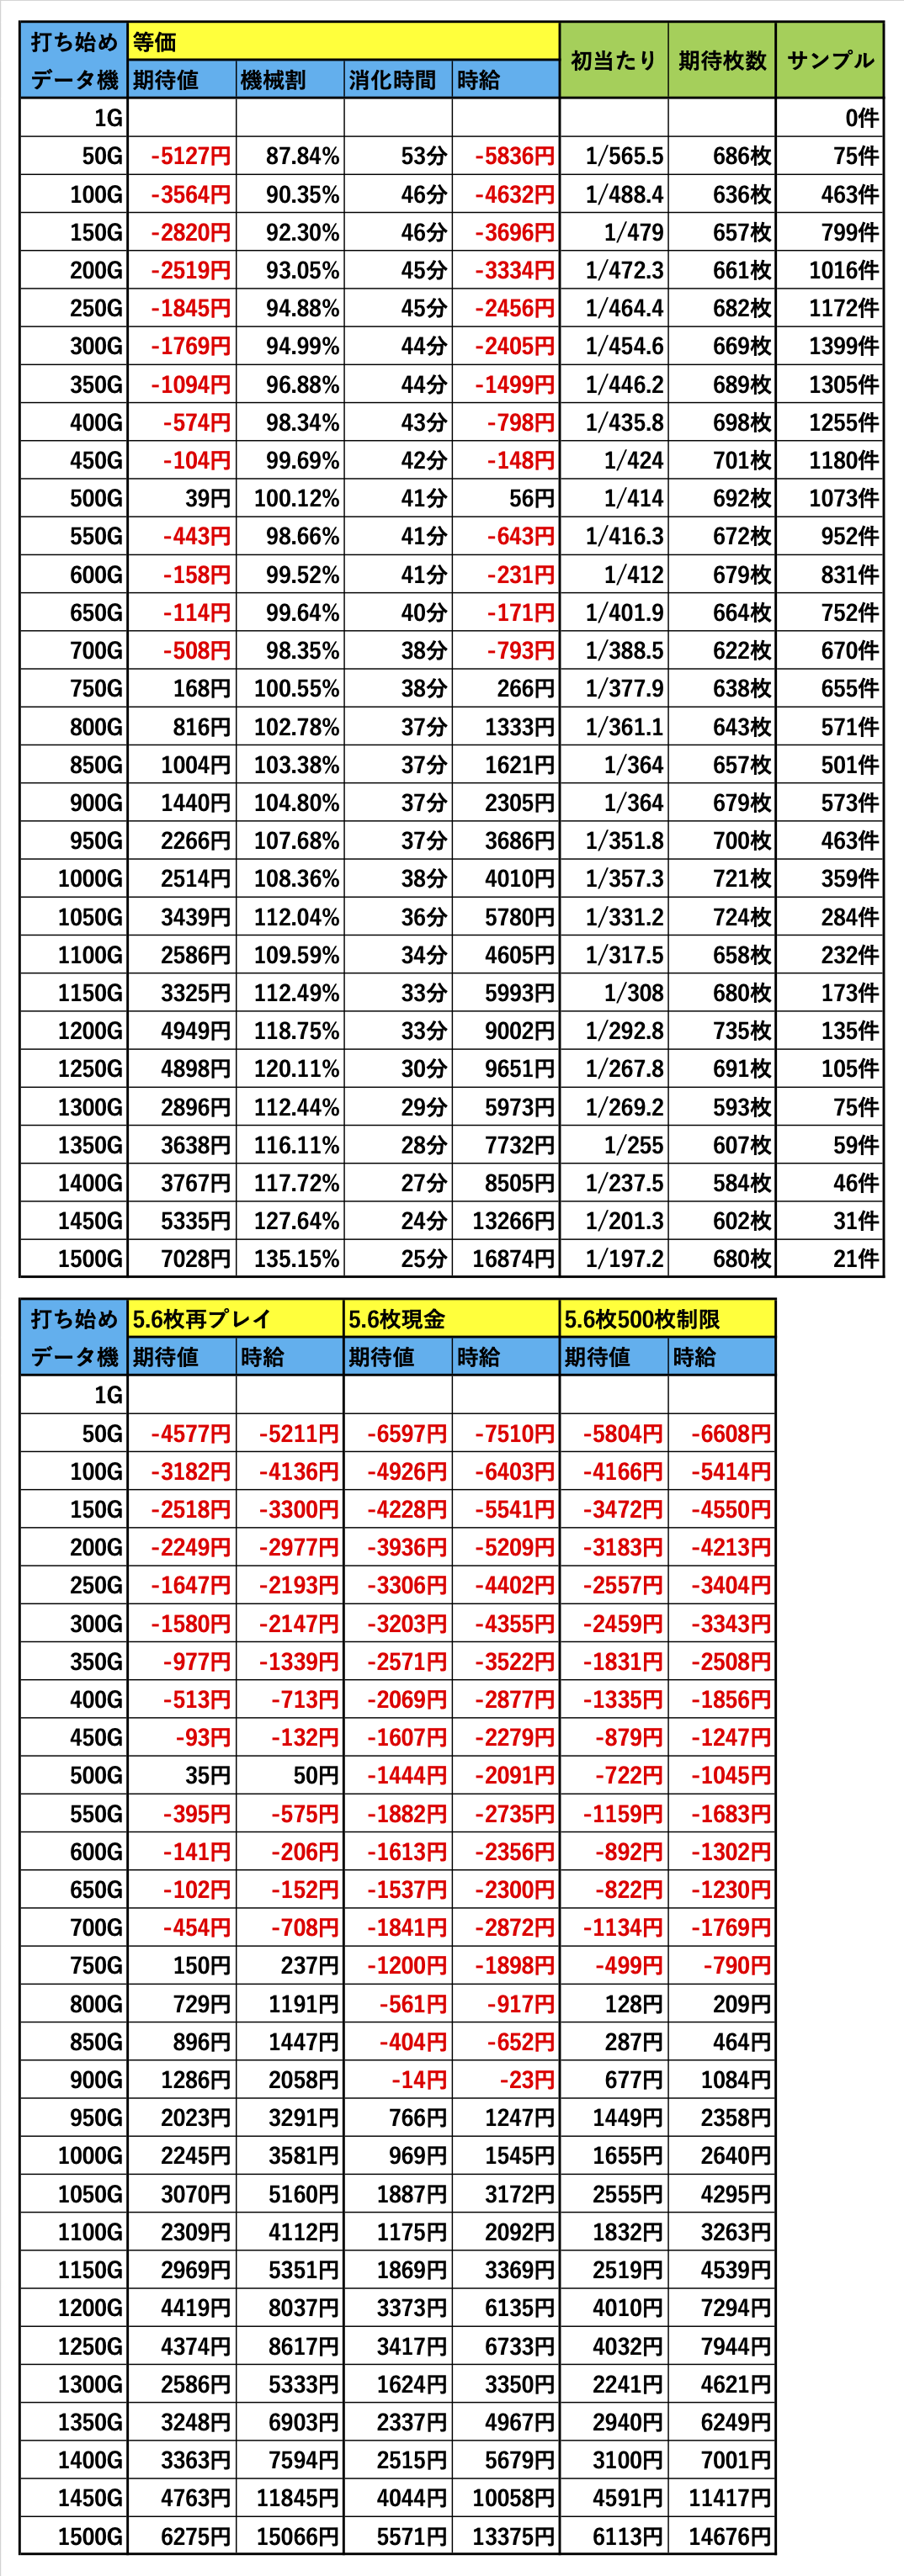 打ち始め 等価 初当たり 期待枚数 サンプル
データ機 期待値 機械割 消化時間 時給
1G 0件
50G -5127円 87.84% 53分 -5836円 1/565.5 686枚 75件
100G -3564円 90.35% 46分 -4632円 1/488.4 636枚 463件
150G -2820円 92.30% 46分 -3696円 1/479 657枚 799件
200G -2519円 93.05% 45分 -3334円 1/472.3 661枚 1016件
250G -1845円 94.88% 45分 -2456円 1/464.4 682枚 1172件
300G -1769円 94.99% 44分 -2405円 1/454.6 669枚 1399件
350G -1094円 96.88% 44分 -1499円 1/446.2 689枚 1305件
400G -574円 98.34% 43分 -798円 1/435.8 698枚 1255件
450G -104円 99.69% 42分 -148円 1/424 701枚 1180件
500G 39円 100.12% 41分 56円 1/414 692枚 1073件
550G -443円 98.66% 41分 -643円 1/416.3 672枚 952件
600G -158円 99.52% 41分 -231円 1/412 679枚 831件
650G -114円 99.64% 40分 -171円 1/401.9 664枚 752件
700G -508円 98.35% 38分 -793円 1/388.5 622枚 670件
750G 168円 100.55% 38分 266円 1/377.9 638枚 655件
800G 816円 102.78% 37分 1333円 1/361.1 643枚 571件
850G 1004円 103.38% 37分 1621円 1/364 657枚 501件
900G 1440円 104.80% 37分 2305円 1/364 679枚 573件
950G 2266円 107.68% 37分 3686円 1/351.8 700枚 463件
1000G 2514円 108.36% 38分 4010円 1/357.3 721枚 359件
1050G 3439円 112.04% 36分 5780円 1/331.2 724枚 284件
1100G 2586円 109.59% 34分 4605円 1/317.5 658枚 232件
1150G 3325円 112.49% 33分 5993円 1/308 680枚 173件
1200G 4949円 118.75% 33分 9002円 1/292.8 735枚 135件
1250G 4898円 120.11% 30分 9651円 1/267.8 691枚 105件
1300G 2896円 112.44% 29分 5973円 1/269.2 593枚 75件
1350G 3638円 116.11% 28分 7732円 1/255 607枚 59件
1400G 3767円 117.72% 27分 8505円 1/237.5 584枚 46件
1450G 5335円 127.64% 24分 13266円 1/201.3 602枚 31件
1500G 7028円 135.15% 25分 16874円 1/197.2 680枚 21件
打ち始め 5.6枚再プレイ 5.6枚現金 5.6枚500枚制限
データ機 期待値 時給 期待値 時給 期待値 時給
1G
50G -4577円 -5211円 -6597円 -7510円 -5804円 -6608円
100G -3182円 -4136円 -4926円 -6403円 -4166円 -5414円
150G -2518円 -3300円 -4228円 -5541円 -3472円 -4550円
200G -2249円 -2977円 -3936円 -5209円 -3183円 -4213円
250G -1647円 -2193円 -3306円 -4402円 -2557円 -3404円
300G -1580円 -2147円 -3203円 -4355円 -2459円 -3343円
350G -977円 -1339円 -2571円 -3522円 -1831円 -2508円
400G -513円 -713円 -2069円 -2877円 -1335円 -1856円
450G -93円 -132円 -1607円 -2279円 -879円 -1247円
500G 35円 50円 -1444円 -2091円 -722円 -1045円
550G -395円 -575円 -1882円 -2735円 -1159円 -1683円
600G -141円 -206円 -1613円 -2356円 -892円 -1302円
650G -102円 -152円 -1537円 -2300円 -822円 -1230円
700G -454円 -708円 -1841円 -2872円 -1134円 -1769円
750G 150円 237円 -1200円 -1898円 -499円 -790円
800G 729円 1191円 -561円 -917円 128円 209円
850G 896円 1447円 -404円 -652円 287円 464円
900G 1286円 2058円 -14円 -23円 677円 1084円
950G 2023円 3291円 766円 1247円 1449円 2358円
1000G 2245円 3581円 969円 1545円 1655円 2640円
1050G 3070円 5160円 1887円 3172円 2555円 4295円
1100G 2309円 4112円 1175円 2092円 1832円 3263円
1150G 2969円 5351円 1869円 3369円 2519円 4539円
1200G 4419円 8037円 3373円 6135円 4010円 7294円
1250G 4374円 8617円 3417円 6733円 4032円 7944円
1300G 2586円 5333円 1624円 3350円 2241円 4621円
1350G 3248円 6903円 2337円 4967円 2940円 6249円
1400G 3363円 7594円 2515円 5679円 3100円 7001円
1450G 4763円 11845円 4044円 10058円 4591円 11417円
1500G 6275円 15066円 5571円 13375円 6113円 14676円